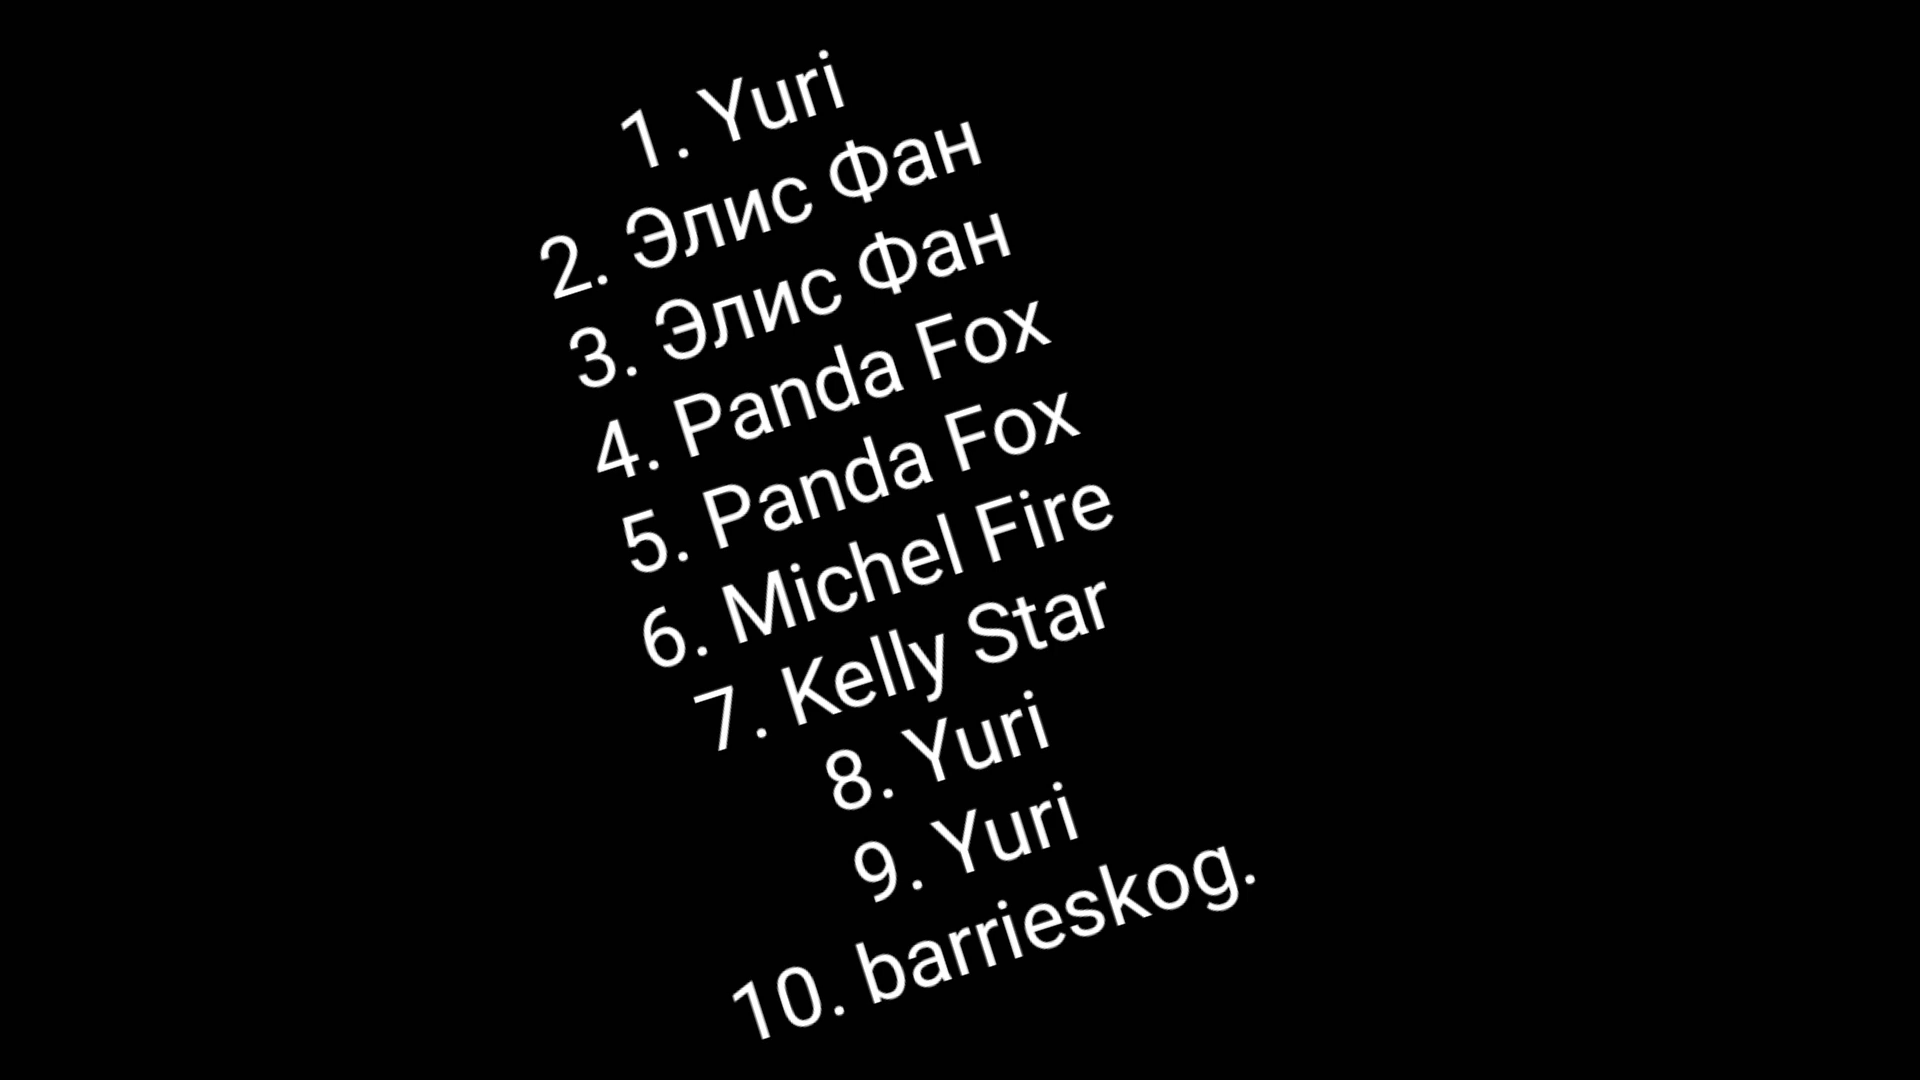 1. Yuri
2. Элис Фан
3. Элис Фан
4. Panda Fox
5. Panda Fox
6. Michel Fire
7. Kelly Star
8. Yuri
9. Yuri
10. barrieskog.